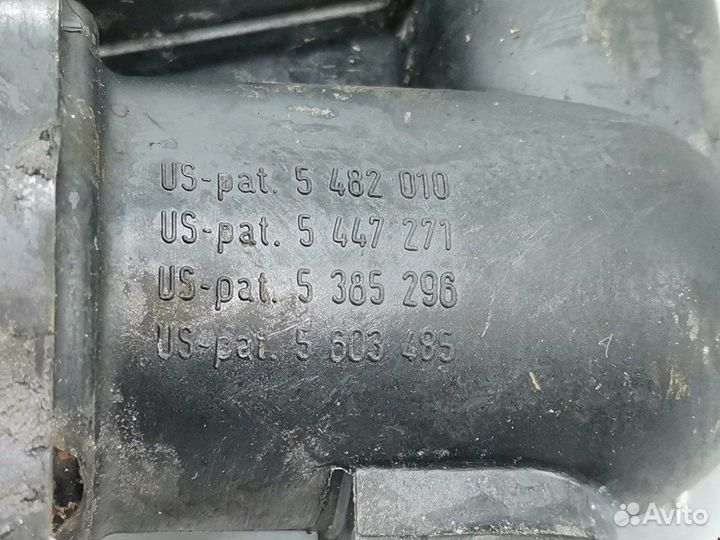 US-pat. 5 482 010
US-pat. 5 447 271
US-pat. 5 385 296
US-pat. 5 603 485
Avito